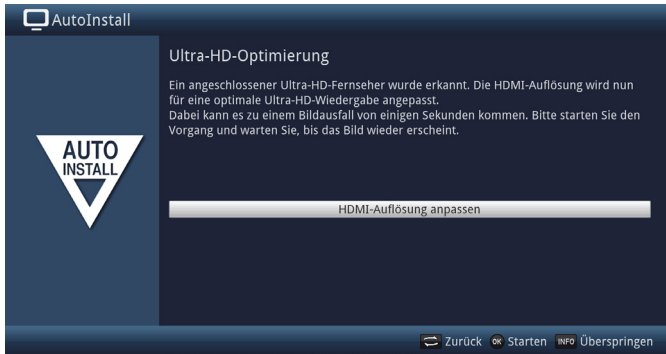 AutoInstall
Ultra-HD-Optimierung
Ein angeschlossener Ultra-HD-Fernseher wurde erkannt. Die HDMI-Auflösung wird nun
für eine optimale Ultra-HD-Wiedergabe angepasst.
Dabei kann es zu einem Bildausfall von einigen Sekunden kommen. Bitte starten Sie den
Vorgang und warten Sie, bis das Bild wieder erscheint.
AUTO
INSTALL
HDMI-Auflösung anpassen
Zurück OK Starten INFO Überspringen